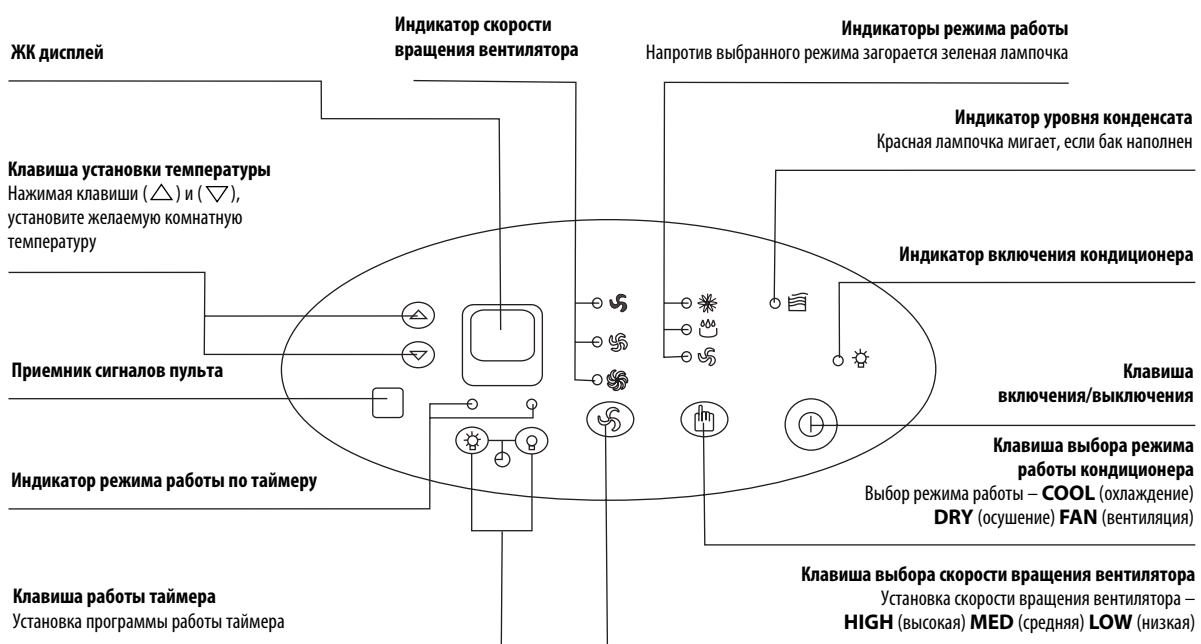 Индикатор скорости
вращения вентилятора
Индикаторы режима работы
Напротив выбранного режима загорается зеленая лампочка
ЖК дисплей
Индикатор уровня конденсата
Красная лампочка мигает, если бак наполнен
Клавиша установки температуры
Нажимая клавиши (△) и (▽),
установите желаемую комнатную
температуру
Индикатор включения кондиционера
Приемник сигналов пульта
Клавиша
включения/выключения
Клавиша выбора режима
работы кондиционера
Выбор режима работы – COOL (охлаждение)
DRY (осушение) FAN (вентиляция)
Индикатор режима работы по таймеру
Клавиша выбора скорости вращения вентилятора
Установка скорости вращения вентилятора –
HIGH (высокая) MED (средняя) LOW (низкая)
Клавиша работы таймера
Установка программы работы таймера